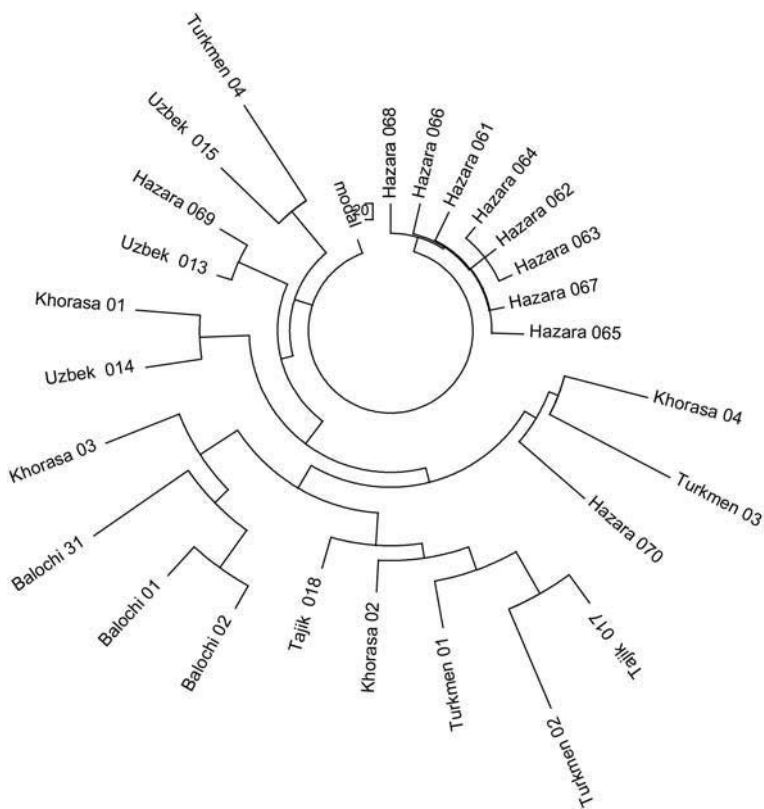 Turkmen 04
Uzbek 015
Hazara 069
Uzbek 013
Khorasa 01
Uzbek 014
Khorasa 03
Balochi 31
Balochi 01
Balochi 02
Tajik 018
Khorasa 02
Turkmen 01
Turkmen 02
Tajik 017
Hazara 070
Turkmen 03
Khorasa 04
Hazara 065
Hazara 067
Hazara 063
Hazara 062
Hazara 064
Hazara 061
Hazara 066
Hazara 068
20
modal